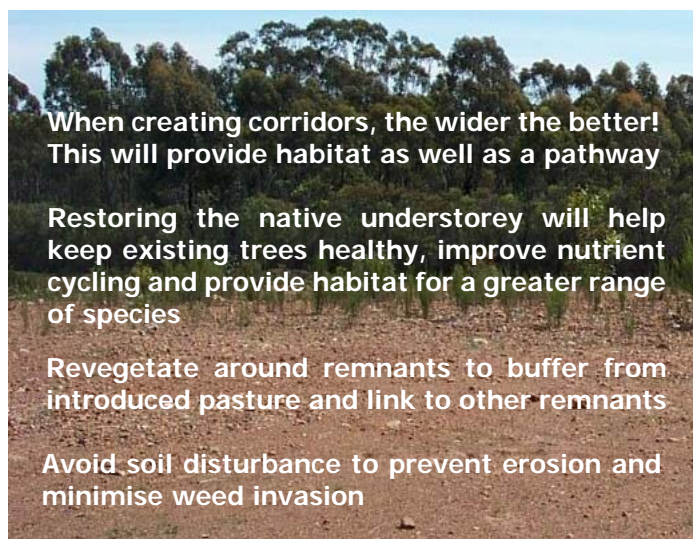 When creating corridors, the wider the better!
This will provide habitat as well as a pathway
Restoring the native understorey will help
keep existing trees healthy, improve nutrient
cycling and provide habitat for a greater range
of species
Revegetate around remnants to buffer from
introduced pasture and link to other remnants
Avoid soil disturbance to prevent erosion and
minimise weed invasion